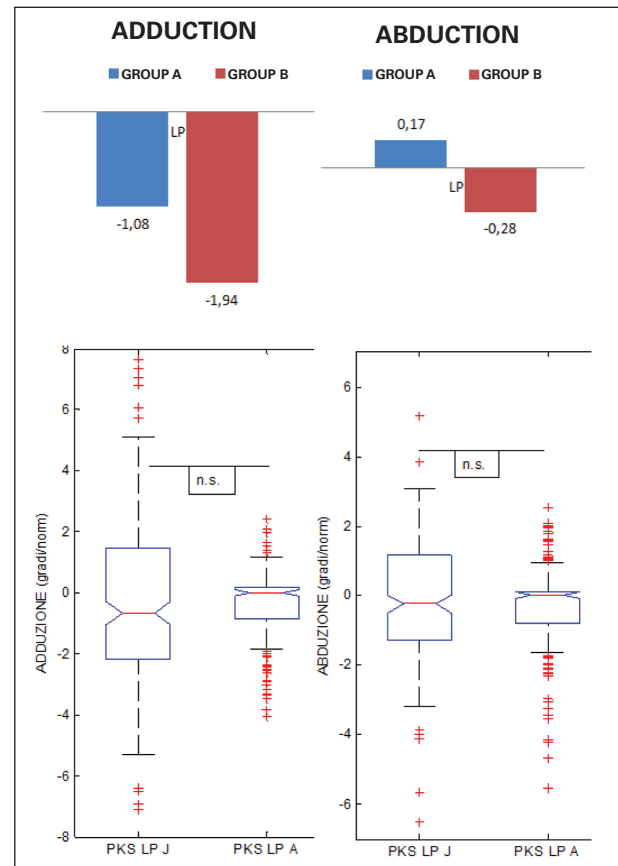 ADDUCTION
GROUP A GROUP B
LP
-1,08
-1,94
ABDUCTION
GROUP A GROUP B
0,17
LP
-0,28
ADDUZIONE (gradi/norm)
8
6
4
2
0
-2
-4
-6
-8
n.s.
PKS LP J PKS LP A
ABDUZIONE (gradi/norm)
6
4
2
0
-2
-4
-6
n.s.
PKS LP J PKS LP A